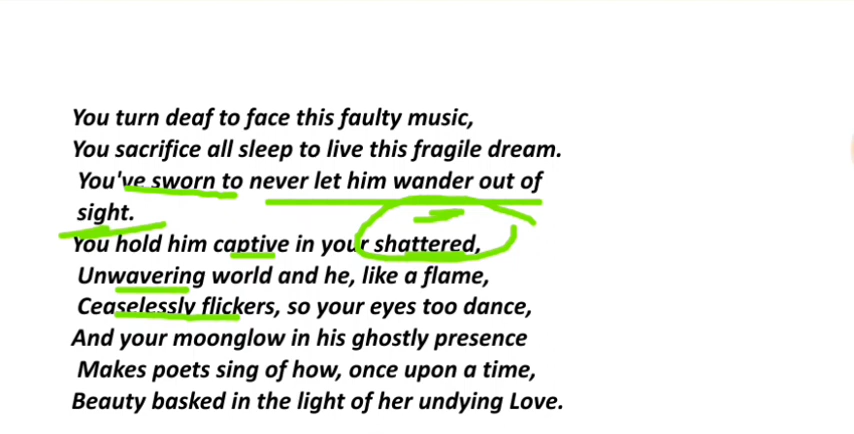 You turn deaf to face this faulty music,
You sacrifice all sleep to live this fragile dream.
You've sworn to never let him wander out of
sight.
You hold him captive in your shattered,
Unwavering world and he, like a flame,
Ceaselessly flickers, so your eyes too dance,
And your moonglow in his ghostly presence
Makes poets sing of how, once upon a time,
Beauty basked in the light of her undying Love.